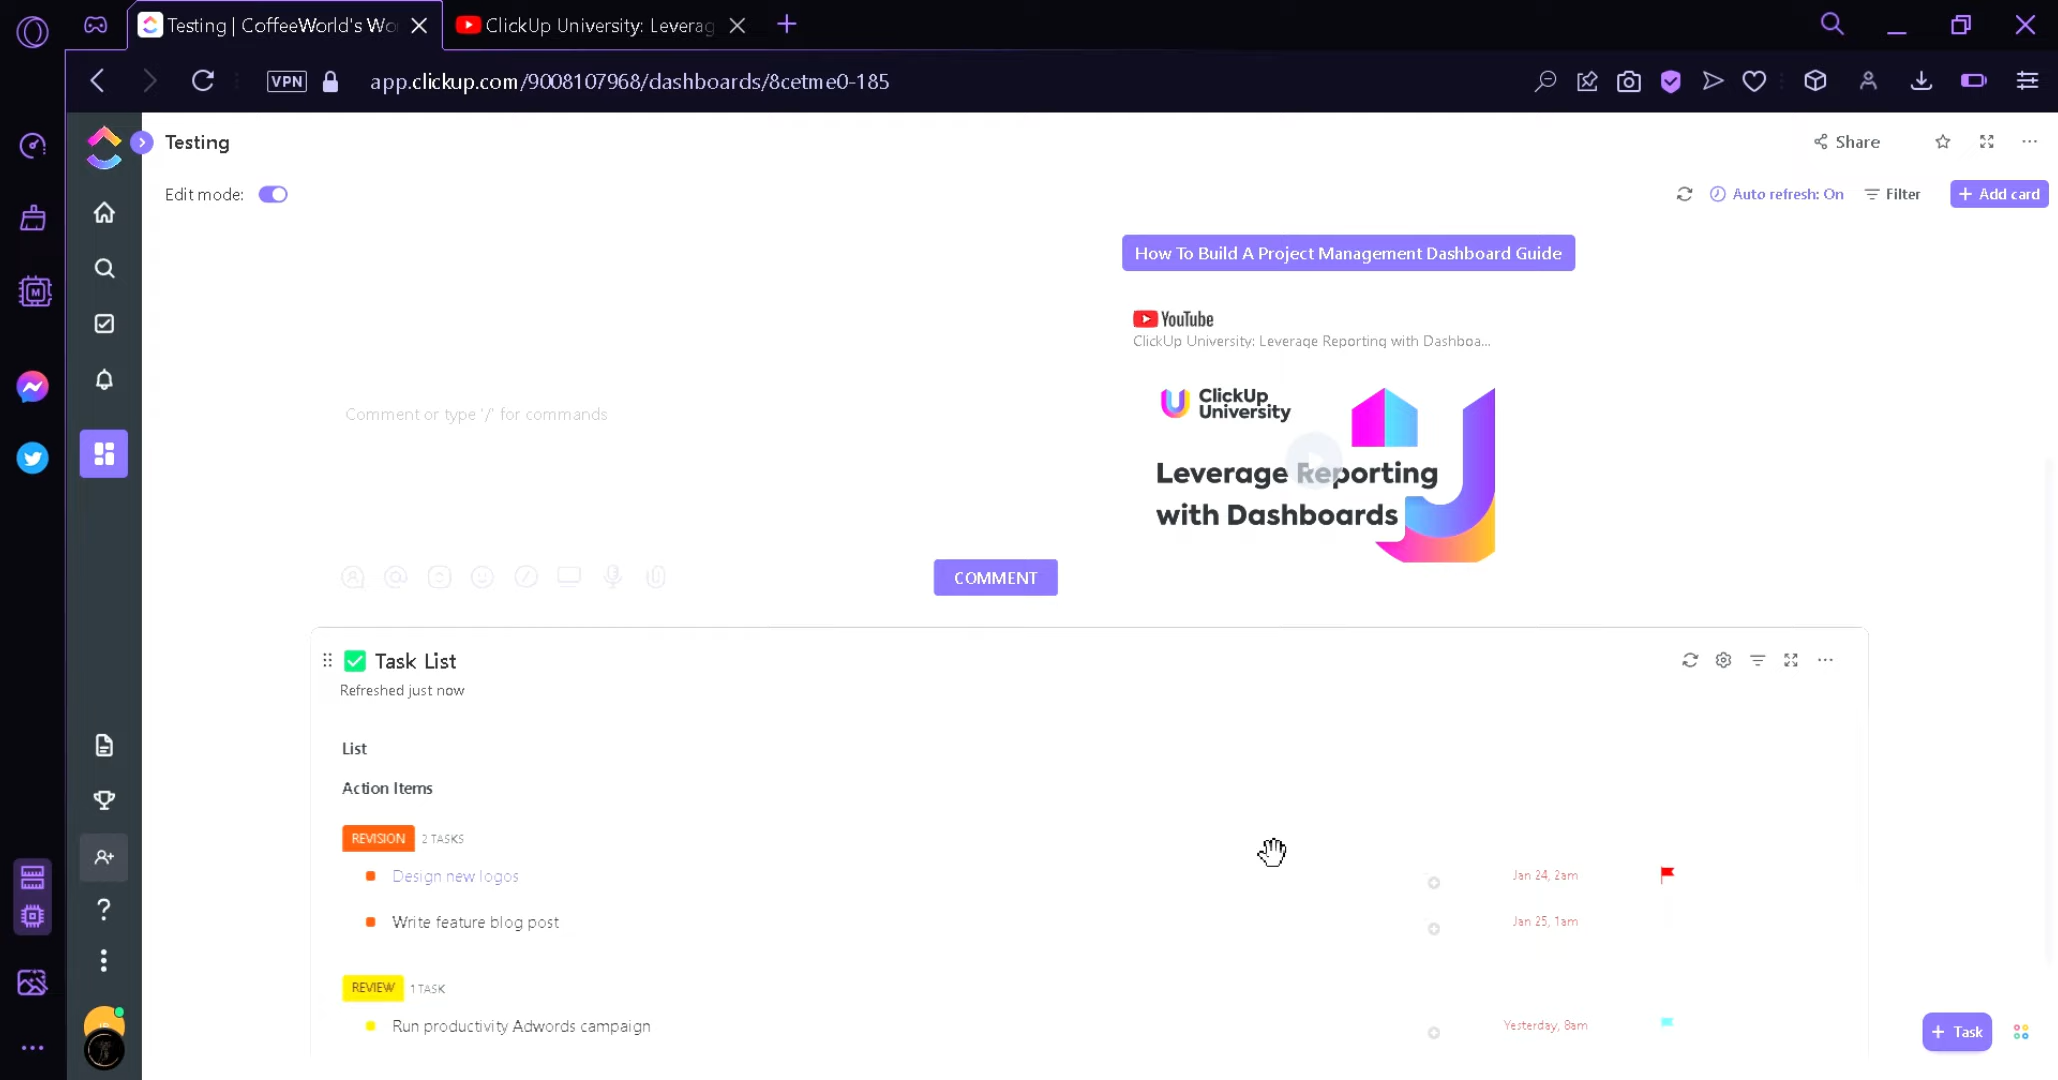 Testing | CoffeeWorld's Wo
ClickUp University: Leverag
VPN
app.clickup.com/9008107968/dashboards/8cetme0-185
Testing
Share
Edit mode:
Auto refresh: On
Filter
+ Add card
How To Build A Project Management Dashboard Guide
YouTube
ClickUp University: Leverage Reporting with Dashboa...
ClickUp
University
Leverage Reporting
with Dashboards
Comment or type '/' for commands
COMMENT
Task List
Refreshed just now
List
Action Items
REVISION 2 TASKS
Design new logos
Jan 24, 2am
Write feature blog post
Jan 25, 1am
REVIEW 1 TASK
Run productivity Adwords campaign
Yesterday, 8am
+ Task